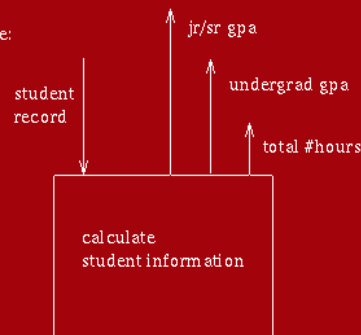 e:
jr/sr gpa
undergrad gpa
student
record
total #hours
calculate
student information